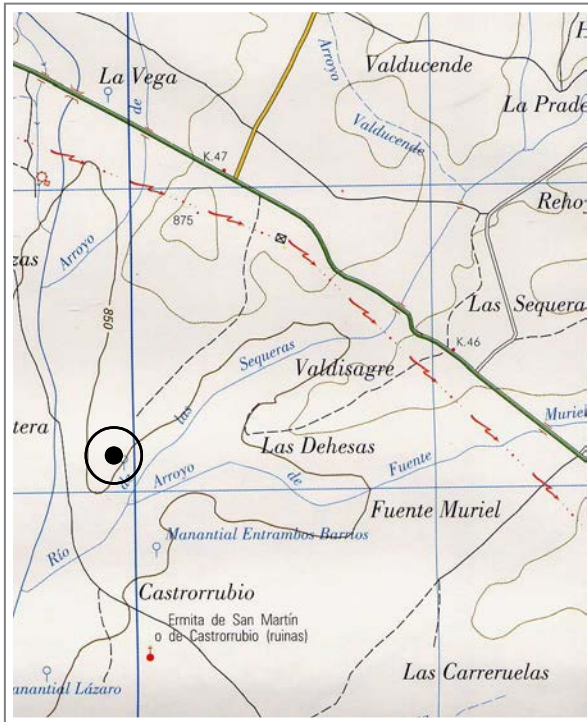 La Vega
de
Arroyo
Valducende
Valducende
H
La Prade
K.47
Reho
875
Arroyo
zas
850
Las Sequera
K.46
Sequeras
Valdisagre
las
Muriel
tera
Las Dehesas
Fuente
de
Arroyo
de
Fuente Muriel
Río
Manantial Entrambos Barrios
Castrorrubio
Ermita de San Martín
o de Castrorrubio (ruinas)
Las Carreruelas
anantial Lázaro